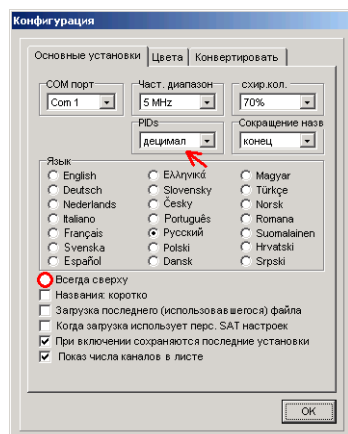 Конфигурация
Основные установки Цвета Конвертировать
COM порт Част. диапазон схир.кол.
Com 1 5 MHz 70%
PIDs Сокращение назв
децимал конец
Язык
English Ελληνικά Magyar
Deutsch Slovensky Türkçe
Nederlands Česky Norsk
Italiano Português Romana
Français Русский Suomalainen
Svenska Polski Hrvatski
Español Dansk Srpski
Всегда сверху
Названия: коротко
Загрузка последнего (использовавшегося) файла
Когда загрузка использует перс. SAT настроек
При включении сохраняются последние установки
Показ числа каналов в листе
OK